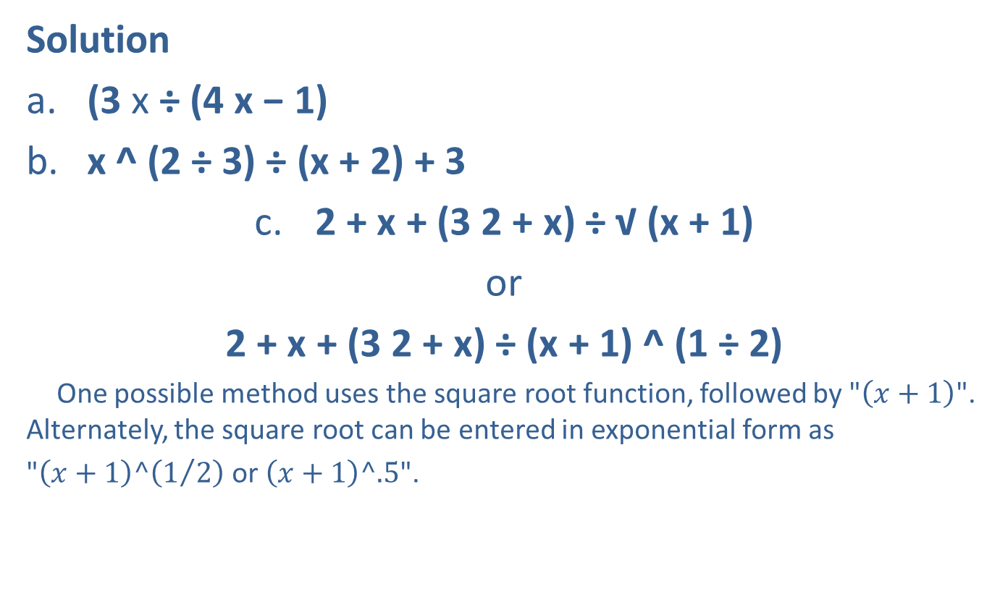 Solution
a. (3 x ÷ (4 x − 1)
b. x ^ (2 ÷ 3) ÷ (x + 2) + 3
c. 2 + x + (3 2 + x) ÷ √ (x + 1)
or
2 + x + (3 2 + x) ÷ (x + 1) ^ (1 ÷ 2)
One possible method uses the square root function, followed by "(𝑥 + 1)".
Alternately, the square root can be entered in exponential form as
"(𝑥 + 1)^(1/2) or (𝑥 + 1)^.5".